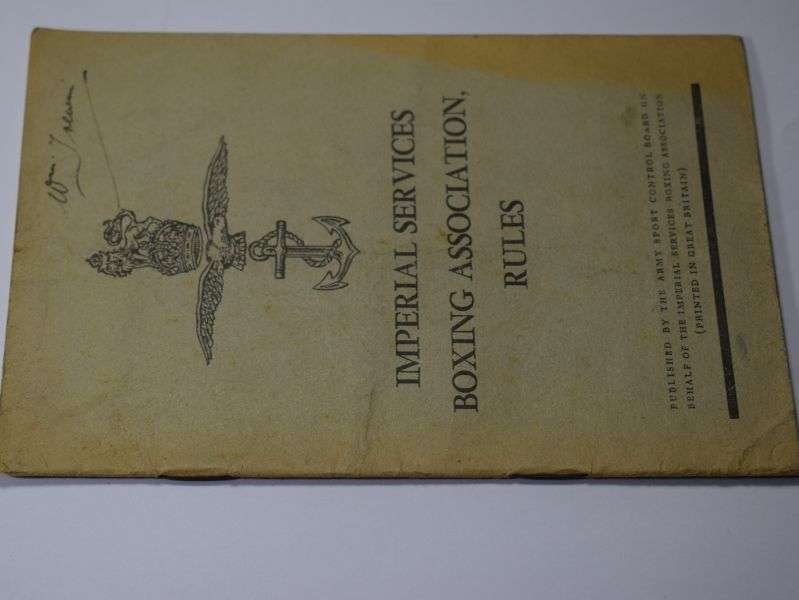 Wm.
IMPERIAL SERVICES
BOXING ASSOCIATION,
RULES
PUBLISHED BY THE ARMY SPORT CONTROL BOARD ON
BEHALF OF THE IMPERIAL SERVICES BOXING ASSOCIATION
(PRINTED IN GREAT BRITAIN)